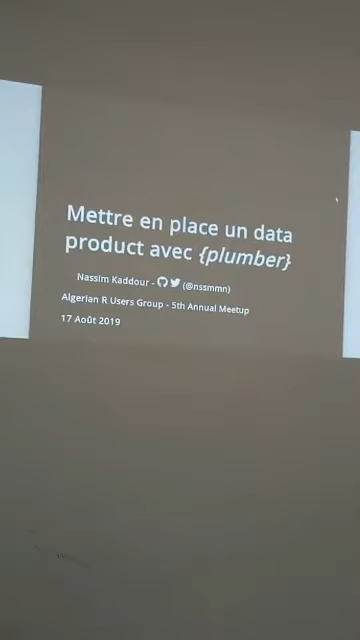 Mettre en place un data
product avec {plumber}
Nassim Kaddour - (@nssmmn)
Algerian R Users Group - 5th Annual Meetup
17 Août 2019